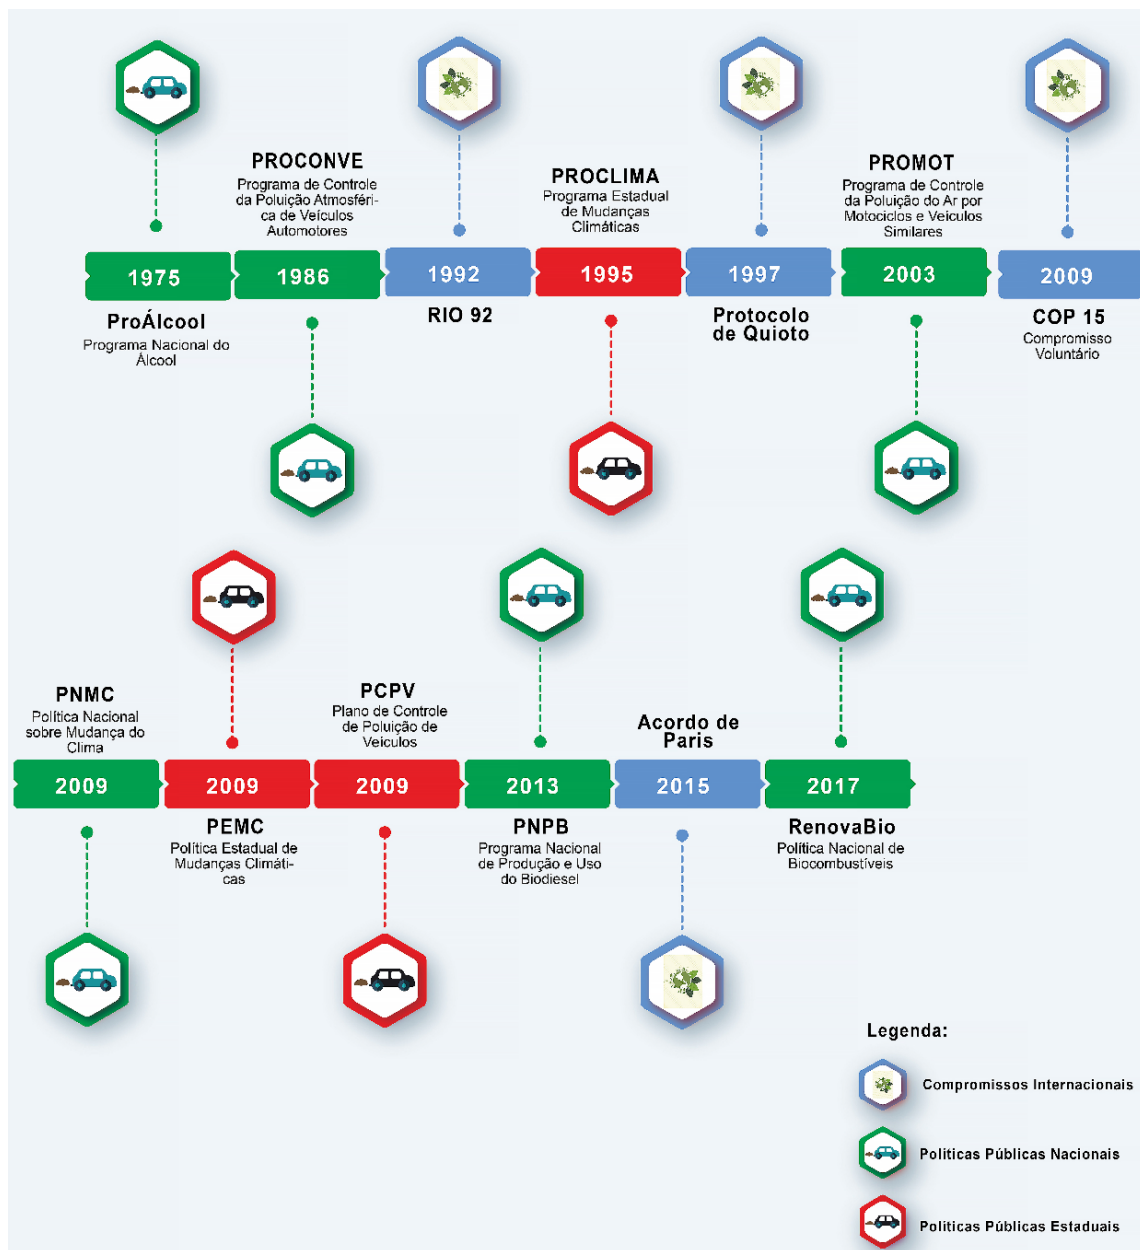 PROCONVE
Programa de Controle
da Poluição Atmosféri-
ca de Veículos
Automotores
PROCLIMA
Programa Estadual
de Mudanças
Climáticas
PROMOT
Programa de Controle
da Poluição do Ar por
Motociclos e Veículos
Similares
1975
1986
1992
1995
1997
2003
2009
ProÁlcool
Programa Nacional do
Álcool
RIO 92
Protocolo
de Quioto
COP 15
Compromisso
Voluntário
PNMC
Política Nacional
sobre Mudança do
Clima
PCPV
Plano de Controle
de Poluição de
Veículos
Acordo de
Paris
2009
2009
2009
2013
2015
2017
PEMC
Política Estadual de
Mudanças Climáti-
cas
PNPB
Programa Nacional
de Produção e Uso
do Biodiesel
RenovaBio
Política Nacional de
Biocombustíveis
Legenda:
Compromissos Internacionais
Políticas Públicas Nacionais
Políticas Públicas Estaduais